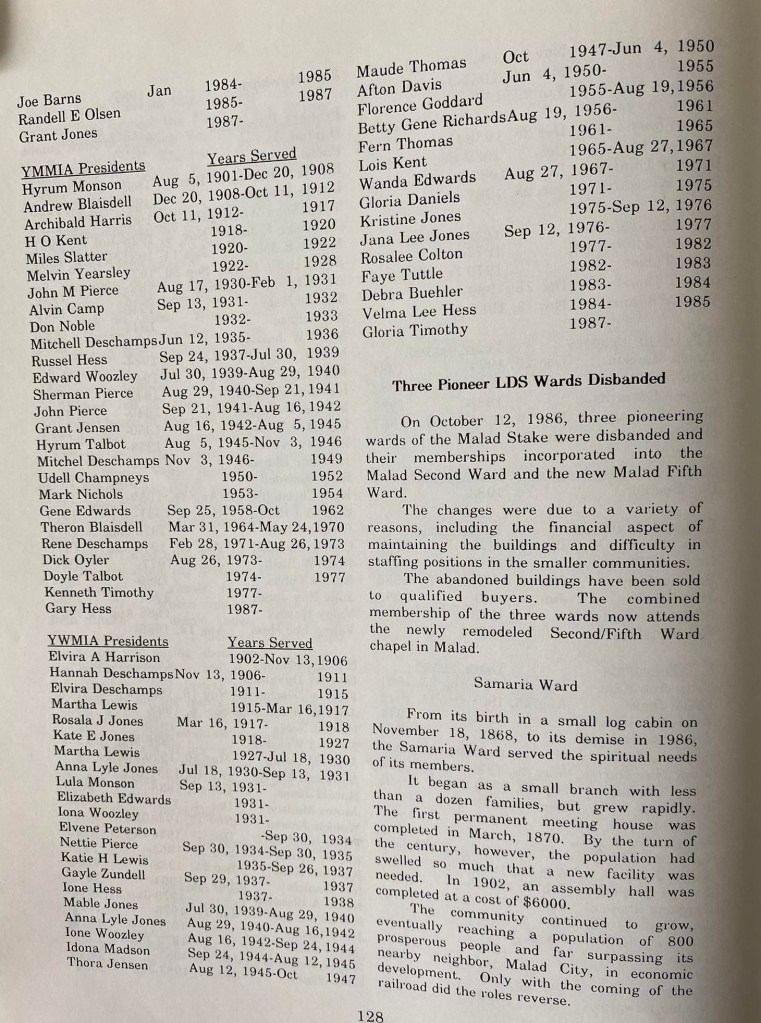 Joe Barns Jan 1984- 1985
Randell E Olsen 1985- 1987
Grant Jones 1987-
YMMIA Presidents Years Served
Hyrum Monson Aug 5, 1901-Dec 20, 1908
Andrew Blaisdell Dec 20, 1908-Oct 11, 1912
Archibald Harris Oct 11, 1912- 1917
H O Kent 1918- 1920
Miles Slatter 1920- 1922
Melvin Yearsley 1922- 1928
John M Pierce Aug 17, 1930-Feb 1, 1931
Alvin Camp Sep 13, 1931- 1932
Don Noble 1932- 1933
Mitchell Deschamps Jun 12, 1935- 1936
Russel Hess Sep 24, 1937-Jul 30, 1939
Edward Woozley Jul 30, 1939-Aug 29, 1940
Sherman Pierce Aug 29, 1940-Sep 21, 1941
John Pierce Sep 21, 1941-Aug 16, 1942
Grant Jensen Aug 16, 1942-Aug 5, 1945
Hyrum Talbot Aug 5, 1945-Nov 3, 1946
Mitchel Deschamps Nov 3, 1946- 1949
Udell Champneys 1950- 1952
Mark Nichols 1953- 1954
Gene Edwards Sep 25, 1958-Oct 1962
Theron Blaisdell Mar 31, 1964-May 24,1970
Rene Deschamps Feb 28, 1971-Aug 26,1973
Dick Oyler Aug 26, 1973- 1974
Doyle Talbot 1974- 1977
Kenneth Timothy 1977-
Gary Hess 1987-
YWMIA Presidents Years Served
Elvira A Harrison 1902-Nov 13,1906
Hannah Deschamps Nov 13, 1906- 1911
Elvira Deschamps 1911- 1915
Martha Lewis 1915-Mar 16,1917
Rosala J Jones Mar 16, 1917- 1918
Kate E Jones 1918- 1927
Martha Lewis 1927-Jul 18, 1930
Anna Lyle Jones Jul 18, 1930-Sep 13, 1931
Lula Monson Sep 13, 1931-
Elizabeth Edwards 1931-
Iona Woozley 1931-
Elvene Peterson -Sep 30, 1934
Nettie Pierce Sep 30, 1934-Sep 30, 1935
Katie H Lewis 1935-Sep 26, 1937
Gayle Zundell Sep 29, 1937- 1937
Ione Hess 1937- 1938
Mable Jones Jul 30, 1939-Aug 29, 1940
Anna Lyle Jones Aug 29, 1940-Aug 16,1942
Ione Woozley Aug 16, 1942-Sep 24,1944
Idona Madson Sep 24, 1944-Aug 12, 1945
Thora Jensen Aug 12, 1945-Oct 1947
Maude Thomas Oct 1947-Jun 4, 1950
Afton Davis Jun 4, 1950- 1955
Florence Goddard 1955-Aug 19,1956
Betty Gene Richards Aug 19, 1956- 1961
Fern Thomas 1961- 1965
Lois Kent 1965-Aug 27,1967
Wanda Edwards Aug 27, 1967- 1971
Gloria Daniels 1971- 1975
Kristine Jones 1975-Sep 12, 1976
Jana Lee Jones Sep 12, 1976- 1977
Rosalee Colton 1977- 1982
Faye Tuttle 1982- 1983
Debra Buehler 1983- 1984
Velma Lee Hess 1984- 1985
Gloria Timothy 1987-
Three Pioneer LDS Wards Disbanded
On October 12, 1986, three pioneering
wards of the Malad Stake were disbanded and
their memberships incorporated into the
Malad Second Ward and the new Malad Fifth
Ward.
The changes were due to a variety of
reasons, including the financial aspect of
maintaining the buildings and difficulty in
staffing positions in the smaller communities.
The abandoned buildings have been sold
to qualified buyers. The combined
membership of the three wards now attends
the newly remodeled Second/Fifth Ward
chapel in Malad.
Samaria Ward
From its birth in a small log cabin on
November 18, 1868, to its demise in 1986,
the Samaria Ward served the spiritual needs
of its members.
It began as a small branch with less
than a dozen families, but grew rapidly.
The first permanent meeting house was
completed in March, 1870. By the turn of
the century, however, the population had
swelled so much that a new facility was
needed. In 1902, an assembly hall was
completed at a cost of $6000.
The community continued to grow,
eventually reaching a population of 800
prosperous people and far surpassing its
nearby neighbor, Malad City, in economic
development. Only with the coming of the
railroad did the roles reverse.
128